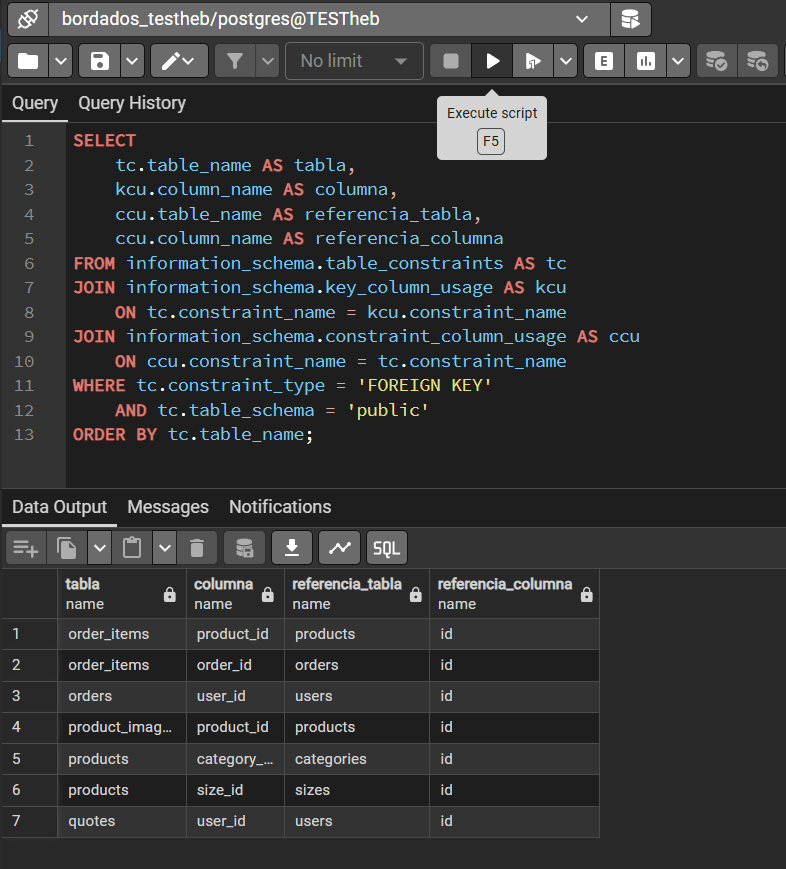 bordados_testheb/postgres@TESTheb
No limit
Query Query History
Execute script
F5
1 SELECT
2 tc.table_name AS tabla,
3 kcu.column_name AS columna,
4 ccu.table_name AS referencia_tabla,
5 ccu.column_name AS referencia_columna
6 FROM information_schema.table_constraints AS tc
7 JOIN information_schema.key_column_usage AS kcu
8 ON tc.constraint_name = kcu.constraint_name
9 JOIN information_schema.constraint_column_usage AS ccu
10 ON ccu.constraint_name = tc.constraint_name
11 WHERE tc.constraint_type = 'FOREIGN KEY'
12 AND tc.table_schema = 'public'
13 ORDER BY tc.table_name;
Data Output Messages Notifications
SQL
tabla columna referencia_tabla referencia_columna
name name name name
1 order_items product_id products id
2 order_items order_id orders id
3 orders user_id users id
4 product_imag... product_id products id
5 products category_... categories id
6 products size_id sizes id
7 quotes user_id users id